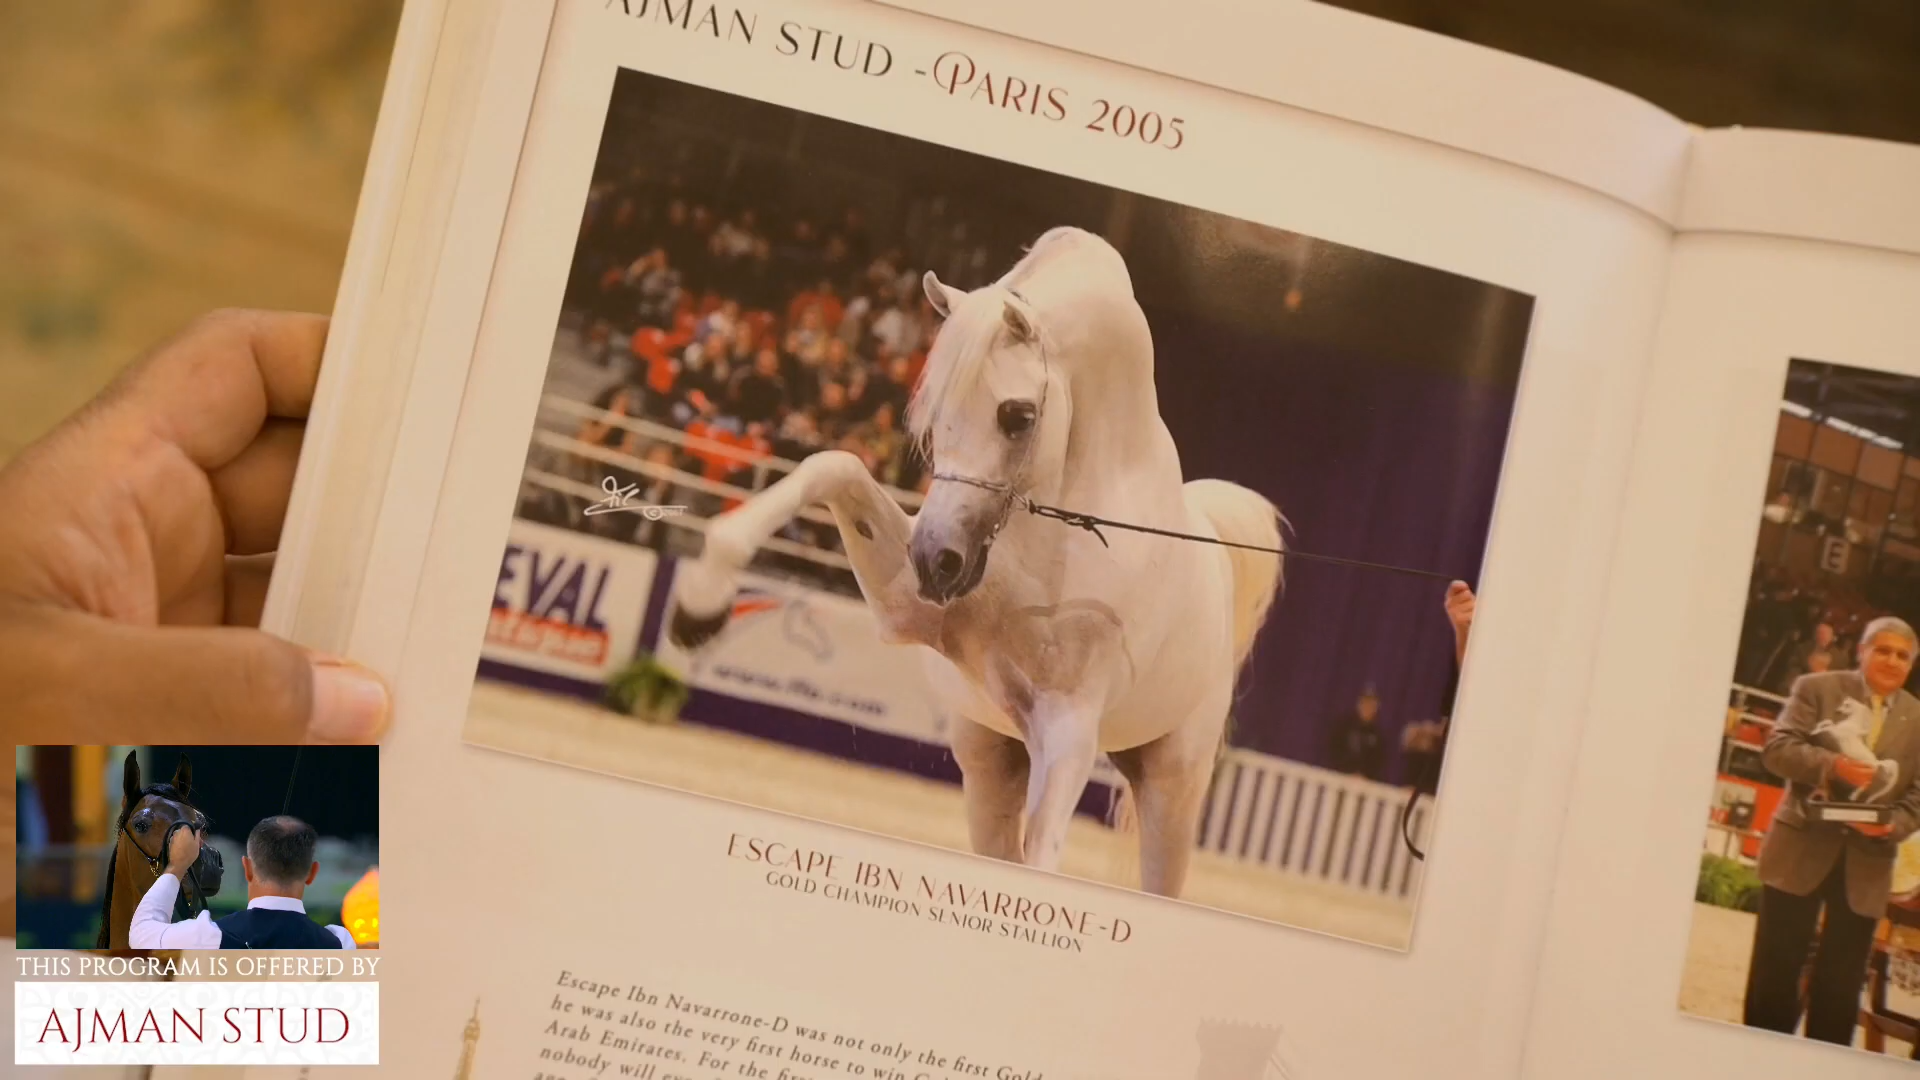 AJMAN STUD - PARIS 2005
EVAL
E
ESCAPE IBN NAVARRONE-D
GOLD CHAMPION SENIOR STALLION
Escape Ibn Navarrone-D was not only the first Gold
he was also the very first horse to win
Arab Emirates. For the
nobody will
THIS PROGRAM IS OFFERED BY
AJMAN STUD